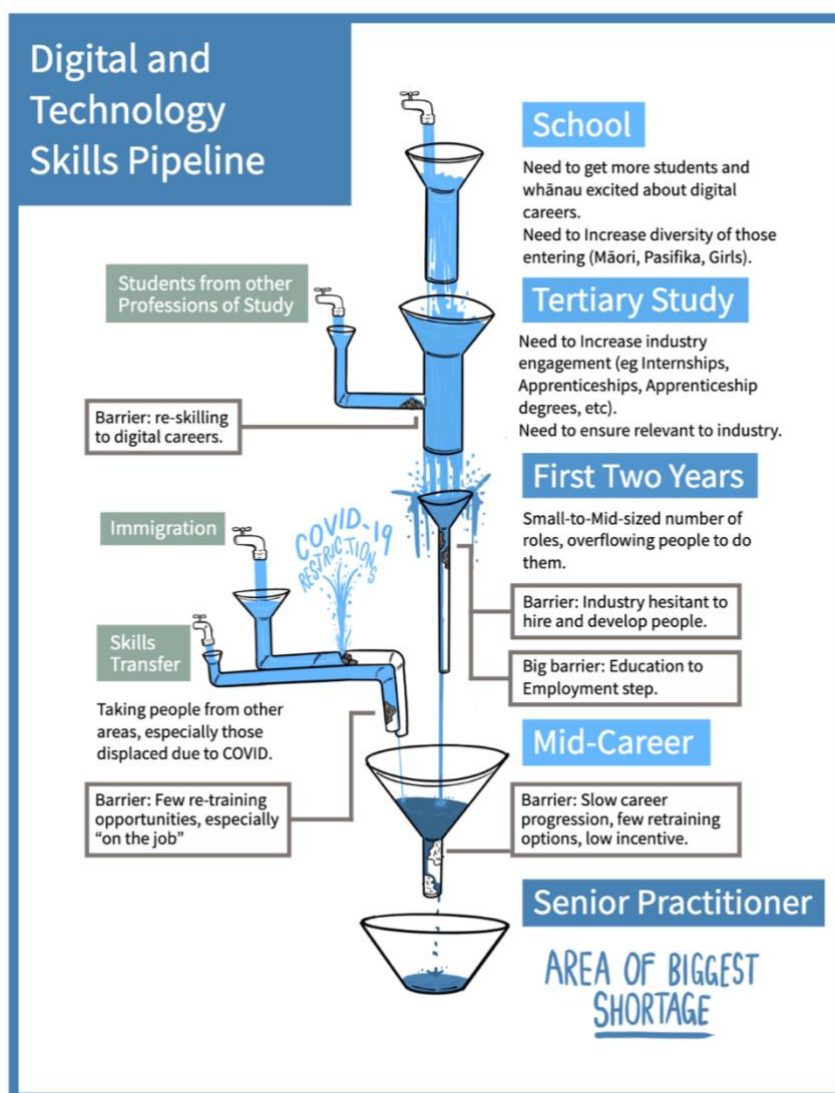 Digital and
Technology
Skills Pipeline
School
Need to get more students and
whānau excited about digital
careers.
Need to Increase diversity of those
entering (Māori, Pasifika, Girls).
Students from other
Professions of Study
Tertiary Study
Need to Increase industry
engagement (eg Internships,
Apprenticeships, Apprenticeship
degrees, etc).
Need to ensure relevant to industry.
Barrier: re-skilling
to digital careers.
First Two Years
Small-to-Mid-sized number of
roles, overflowing people to do
them.
Immigration
COVID-19
RESTRICTIONS
Barrier: Industry hesitant to
hire and develop people.
Big barrier: Education to
Employment step.
Skills
Transfer
Taking people from other
areas, especially those
displaced due to COVID.
Mid-Career
Barrier: Few re-training
opportunities, especially
“on the job”
Barrier: Slow career
progression, few retraining
options, low incentive.
Senior Practitioner
AREA OF BIGGEST
SHORTAGE